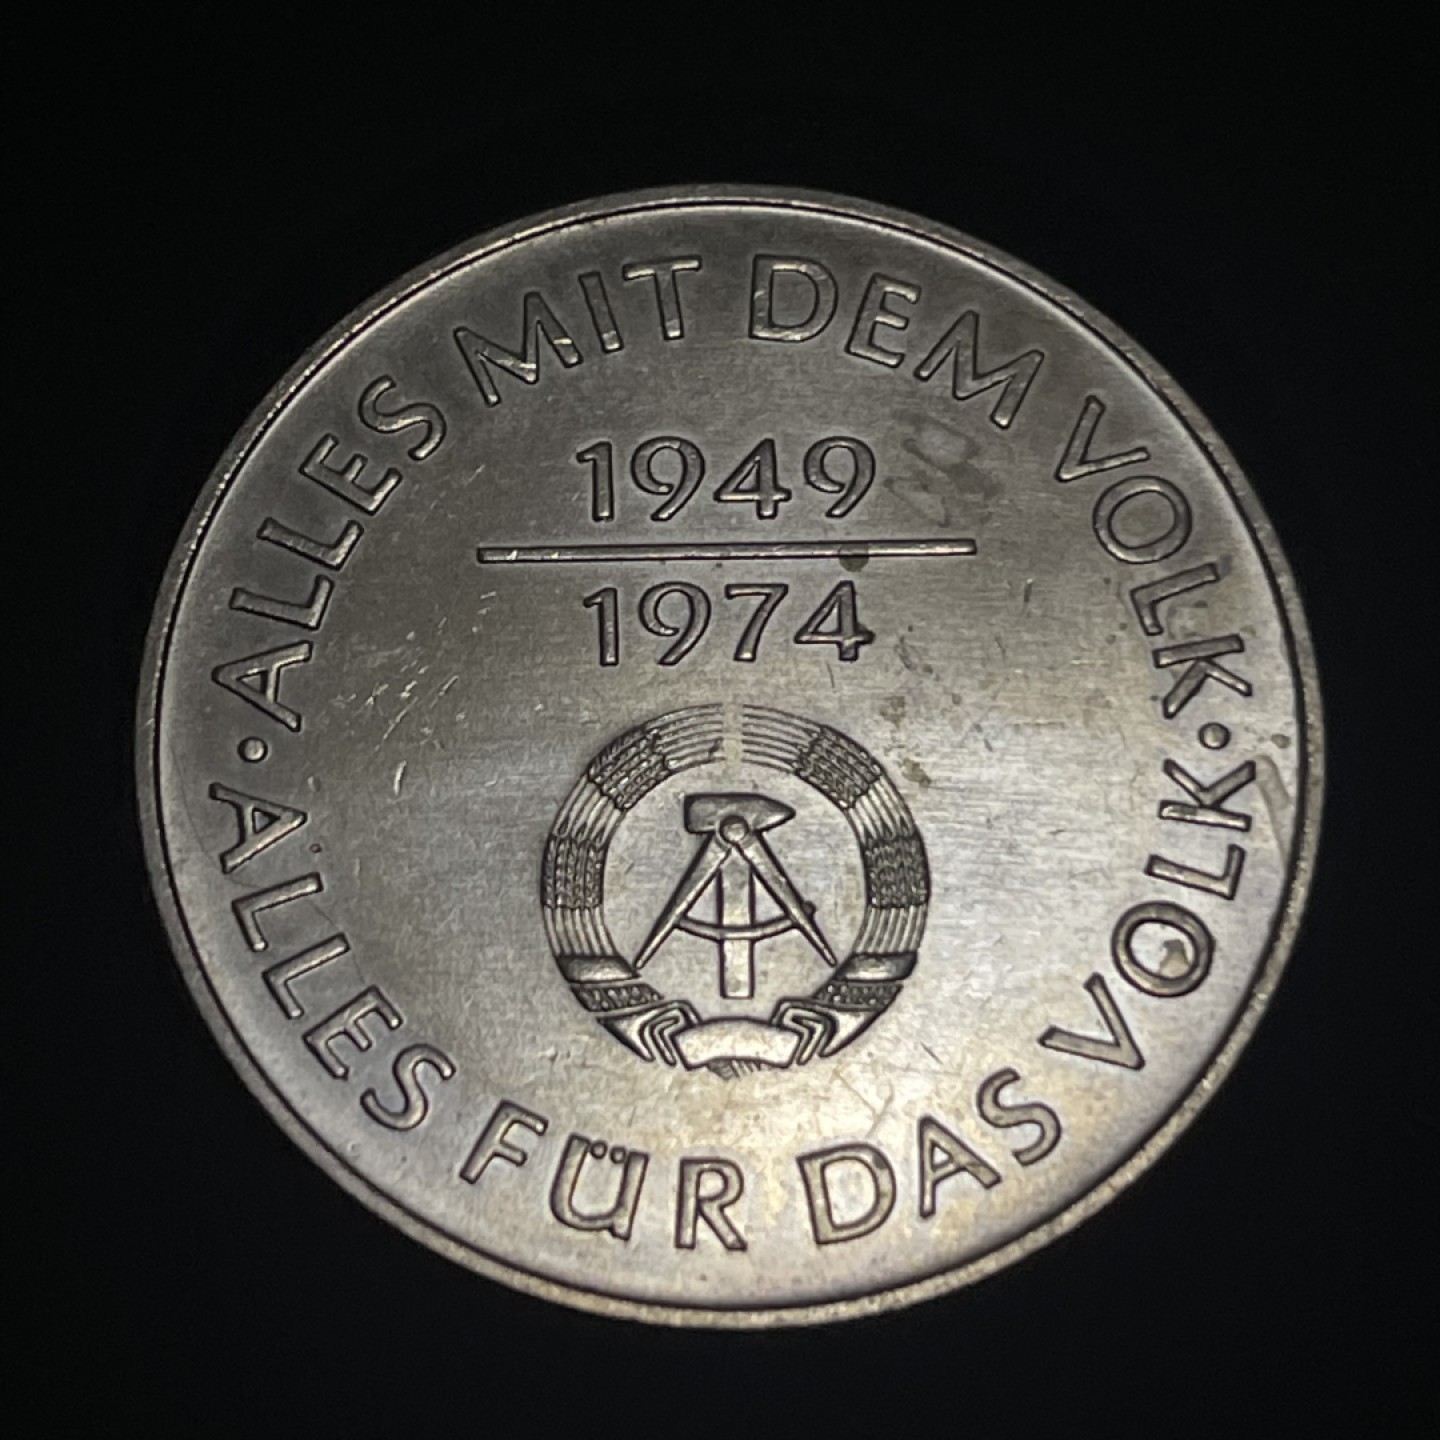 · ALLES MIT DEM VOLK ·
1949
1974
ALLES FÜR DAS VOLK